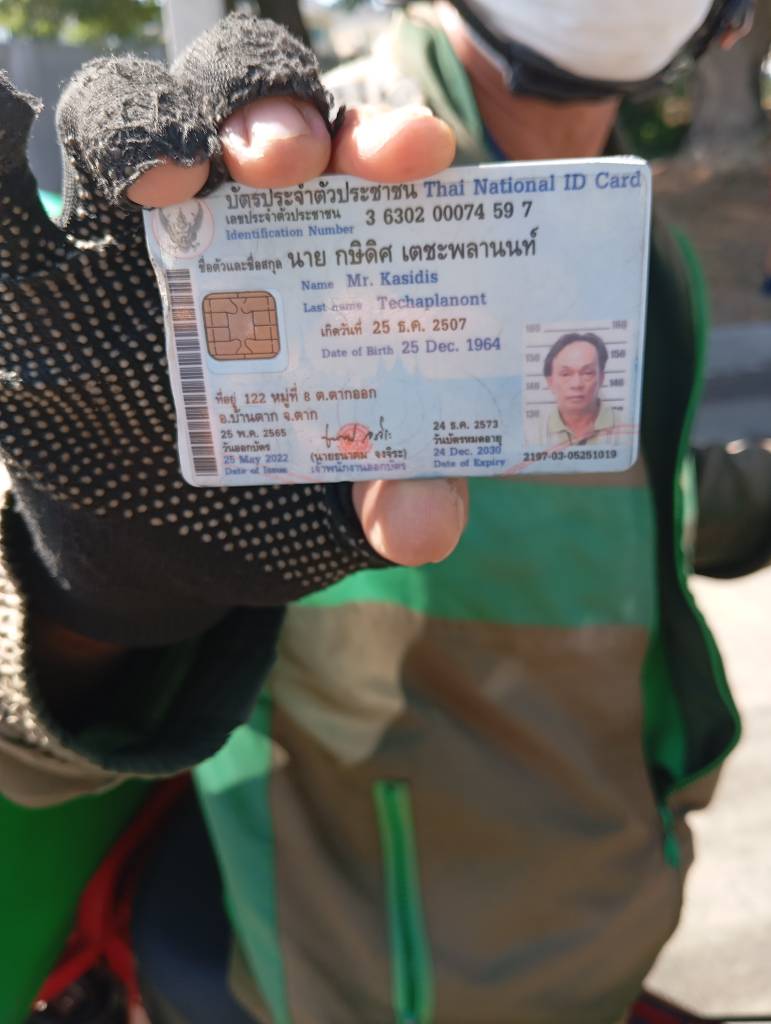 บัตรประจำตัวประชาชน Thai National ID Card
เลขประจำตัวประชาชน 3 6302 00074 59 7
Identification Number
ชื่อตัวและชื่อสกุล นาย กษิดิศ เตชะพลานนท์
Name Mr. Kasidis
Last name Techaplanont
เกิดวันที่ 25 ธ.ค. 2507
Date of Birth 25 Dec. 1964
ที่อยู่ 122 หมู่ที่ 8 ต.ตากออก
อ.บ้านตาก จ.ตาก
25 พ.ค. 2565
วันออกบัตร
25 May 2022
Date of Issue
(นายธนาคม จงจิระ)
เจ้าพนักงานออกบัตร
24 ธ.ค. 2573
วันบัตรหมดอายุ
24 Dec. 2030
Date of Expiry
2197-03-05251019